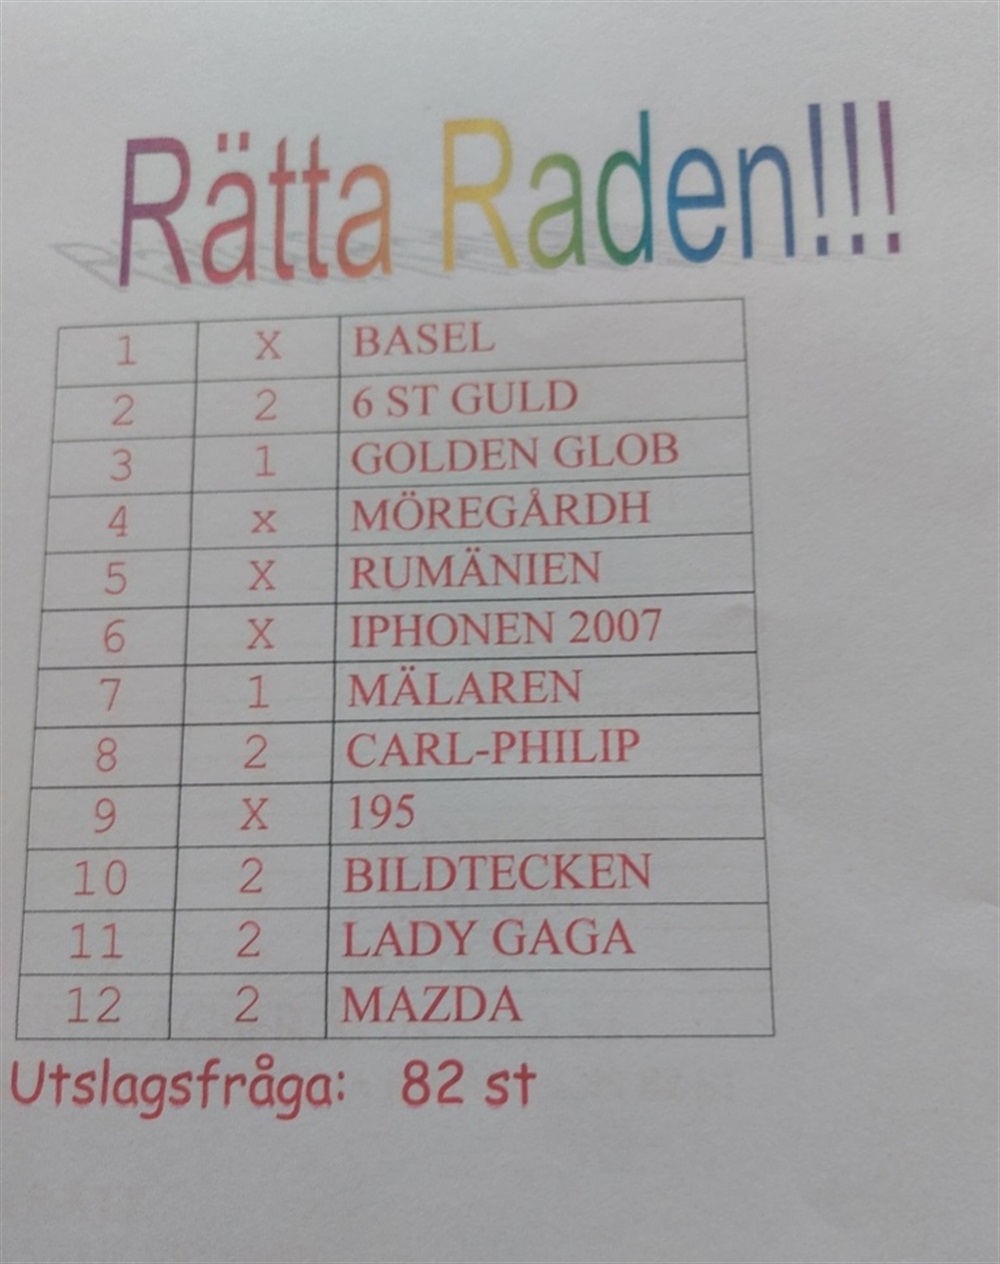 Rätta Raden!!!
1 X BASEL
2 2 6 ST GULD
3 1 GOLDEN GLOB
4 x MÖREGÅRDH
5 X RUMÄNIEN
6 X IPHONEN 2007
7 1 MÄLAREN
8 2 CARL-PHILIP
9 X 195
10 2 BILDTECKEN
11 2 LADY GAGA
12 2 MAZDA
Utslagsfråga: 82 st